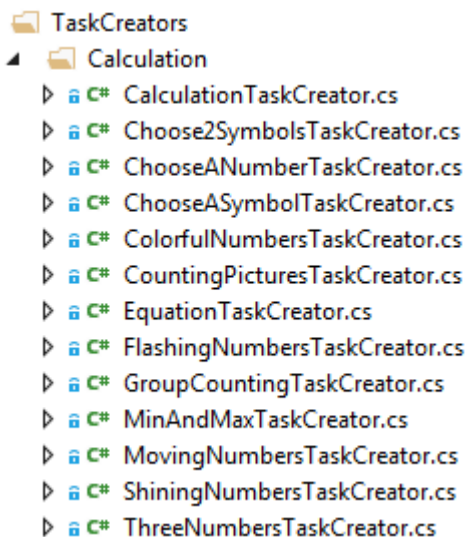 TaskCreators
Calculation
C# CalculationTaskCreator.cs
C# Choose2SymbolsTaskCreator.cs
C# ChooseANumberTaskCreator.cs
C# ChooseASymbolTaskCreator.cs
C# ColorfulNumbersTaskCreator.cs
C# CountingPicturesTaskCreator.cs
C# EquationTaskCreator.cs
C# FlashingNumbersTaskCreator.cs
C# GroupCountingTaskCreator.cs
C# MinAndMaxTaskCreator.cs
C# MovingNumbersTaskCreator.cs
C# ShiningNumbersTaskCreator.cs
C# ThreeNumbersTaskCreator.cs